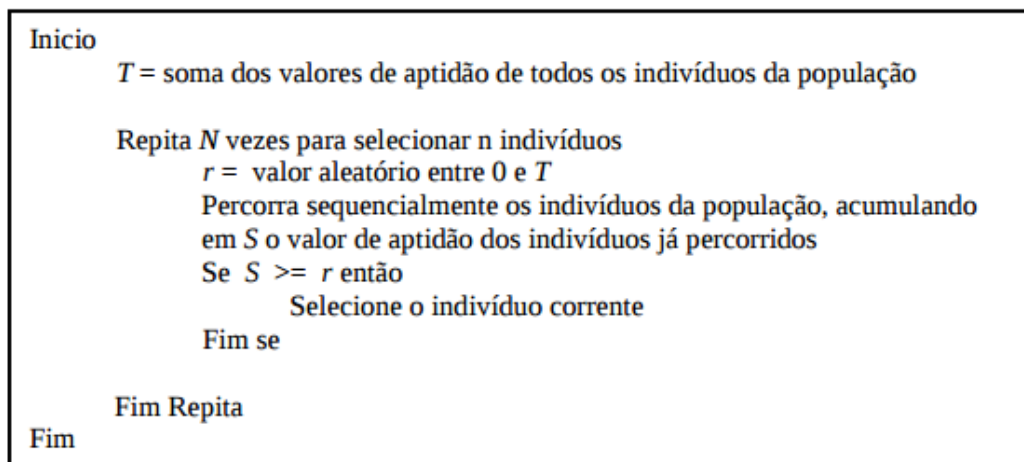 Inicio
T = soma dos valores de aptidão de todos os indivíduos da população
Repita N vezes para selecionar n indivíduos
r = valor aleatório entre 0 e T
Percorra sequencialmente os indivíduos da população, acumulando
em S o valor de aptidão dos indivíduos já percorridos
Se S >= r então
Selecione o indivíduo corrente
Fim se
Fim Repita
Fim